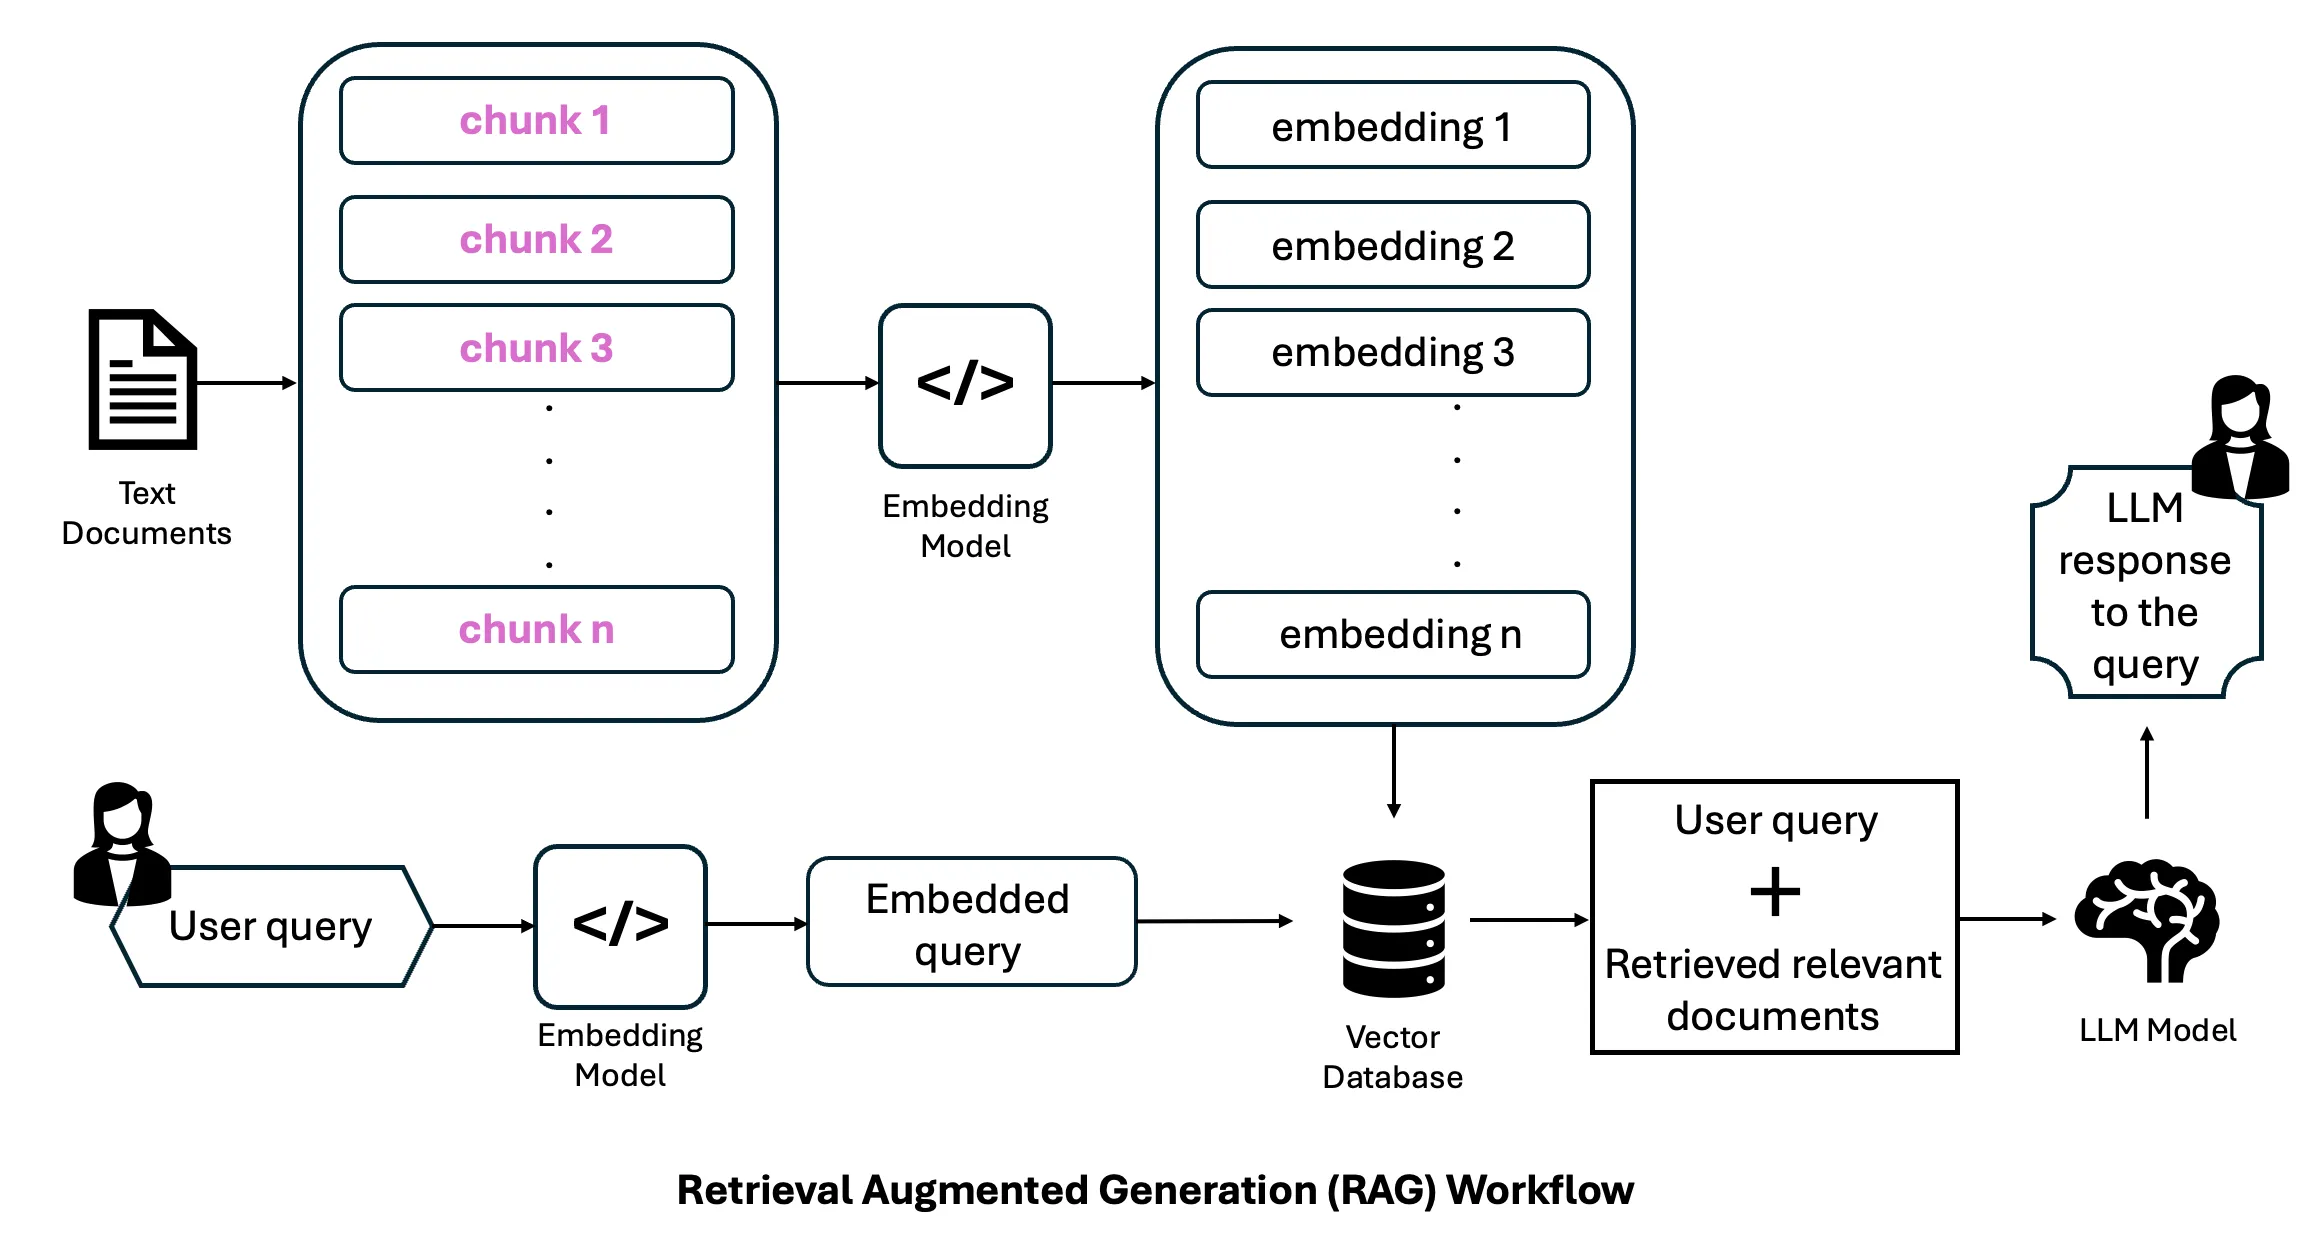 chunk 1
chunk 2
chunk 3
.
.
.
.
chunk n
Text
Documents
</>
Embedding
Model
embedding 1
embedding 2
embedding 3
.
.
.
.
embedding n
User query
</>
Embedding
Model
Embedded
query
Vector
Database
User query
+
Retrieved relevant
documents
LLM Model
LLM
response
to the
query
Retrieval Augmented Generation (RAG) Workflow